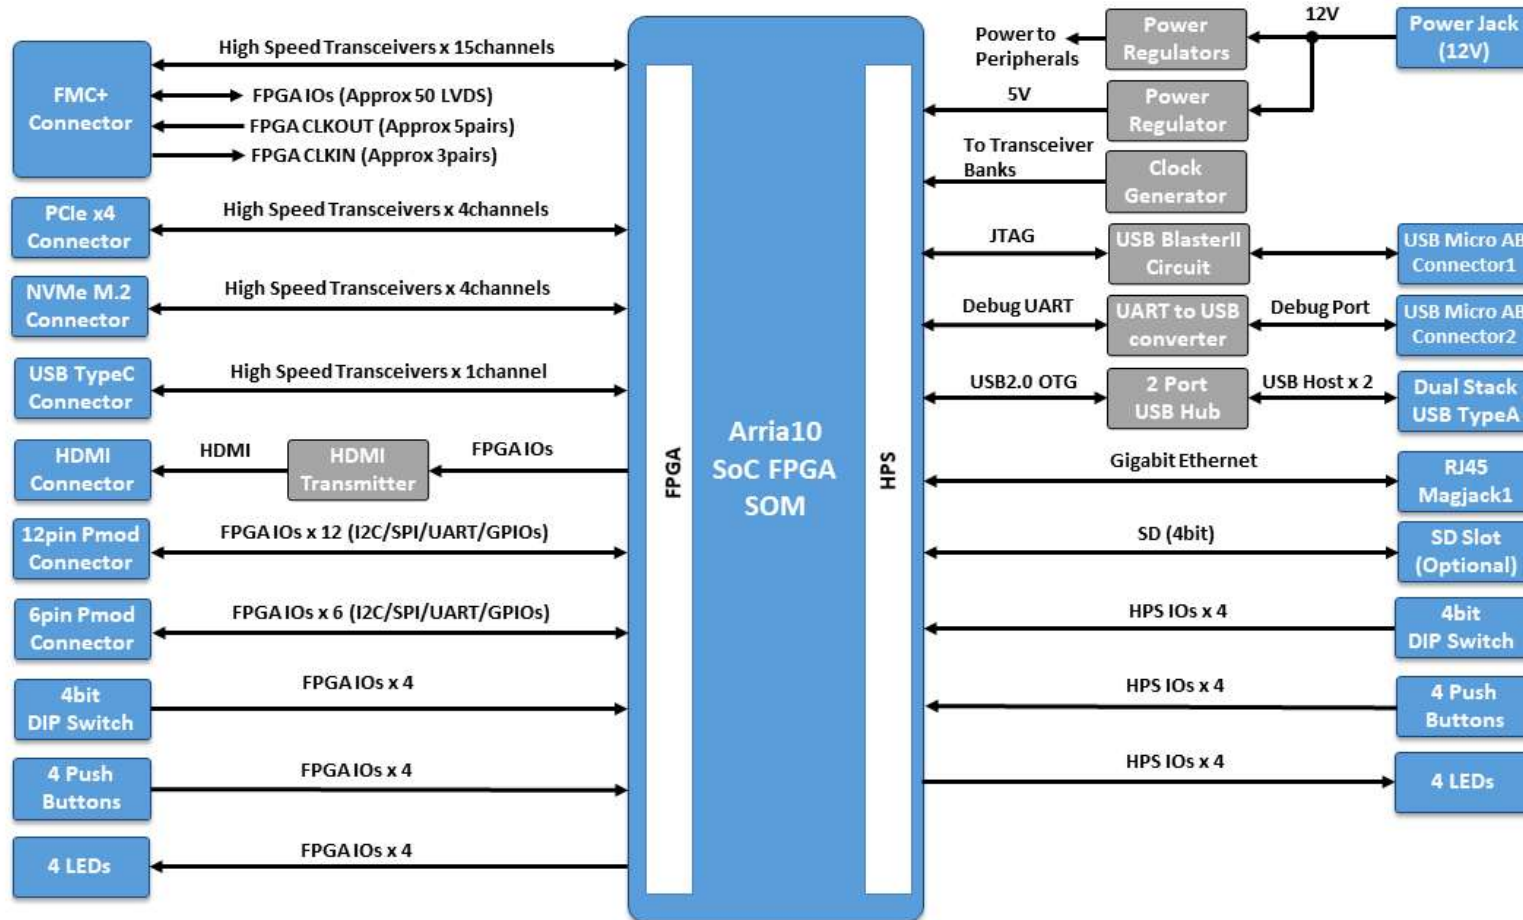 High Speed Transceivers x 15channels
FMC+
Connector
FPGA IOs (Approx 50 LVDS)
FPGA CLKOUT (Approx 5pairs)
FPGA CLKIN (Approx 3pairs)
PCIe x4
Connector
High Speed Transceivers x 4channels
NVMe M.2
Connector
High Speed Transceivers x 4channels
USB TypeC
Connector
High Speed Transceivers x 1channel
HDMI
Connector
HDMI
HDMI
Transmitter
FPGA IOs
12pin Pmod
Connector
FPGA IOs x 12 (I2C/SPI/UART/GPIOs)
6pin Pmod
Connector
FPGA IOs x 6 (I2C/SPI/UART/GPIOs)
4bit
DIP Switch
FPGA IOs x 4
4 Push
Buttons
FPGA IOs x 4
4 LEDs
FPGA IOs x 4
FPGA
Arria10
SoC FPGA
SOM
HPS
Power to
Peripherals
Power
Regulators
12V
Power Jack
(12V)
5V
Power
Regulator
To Transceiver
Banks
Clock
Generator
JTAG
USB BlasterII
Circuit
USB Micro AB
Connector1
Debug UART
UART to USB
converter
Debug Port
USB Micro AB
Connector2
USB2.0 OTG
2 Port
USB Hub
USB Host x 2
Dual Stack
USB TypeA
Gigabit Ethernet
RJ45
Magjack1
SD (4bit)
SD Slot
(Optional)
HPS IOs x 4
4bit
DIP Switch
HPS IOs x 4
4 Push
Buttons
HPS IOs x 4
4 LEDs